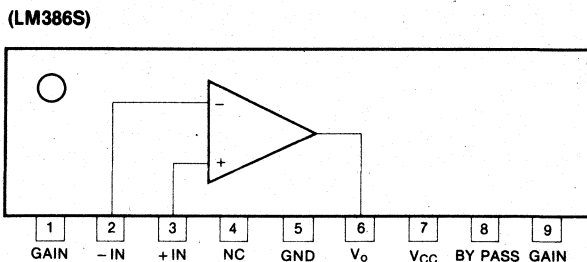 (LM386S)
−
+
1 2 3 4 5 6 7 8 9
GAIN −IN +IN NC GND Vo VCC BY PASS GAIN